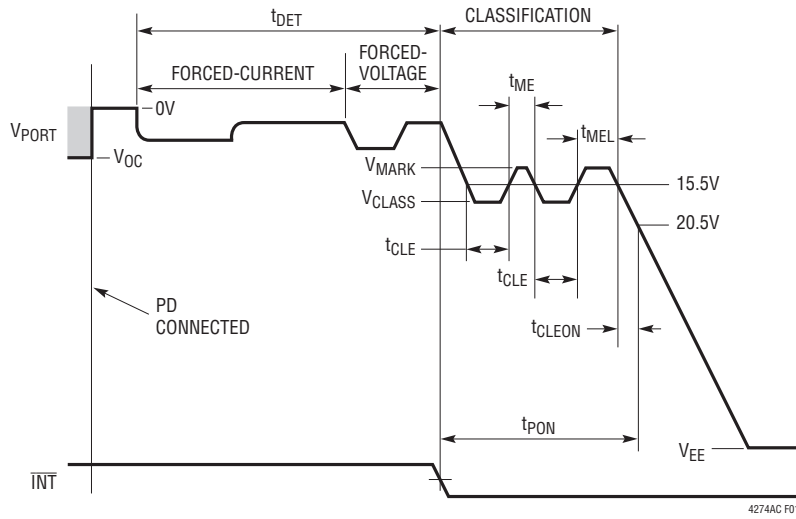 tDET
CLASSIFICATION
FORCED-CURRENT
FORCED-
VOLTAGE
tME
tMEL
0V
VPORT
VOC
VMARK
15.5V
VCLASS
20.5V
tCLE
tCLE
PD
CONNECTED
tCLEON
tPON
VEE
INT
4274AC F01